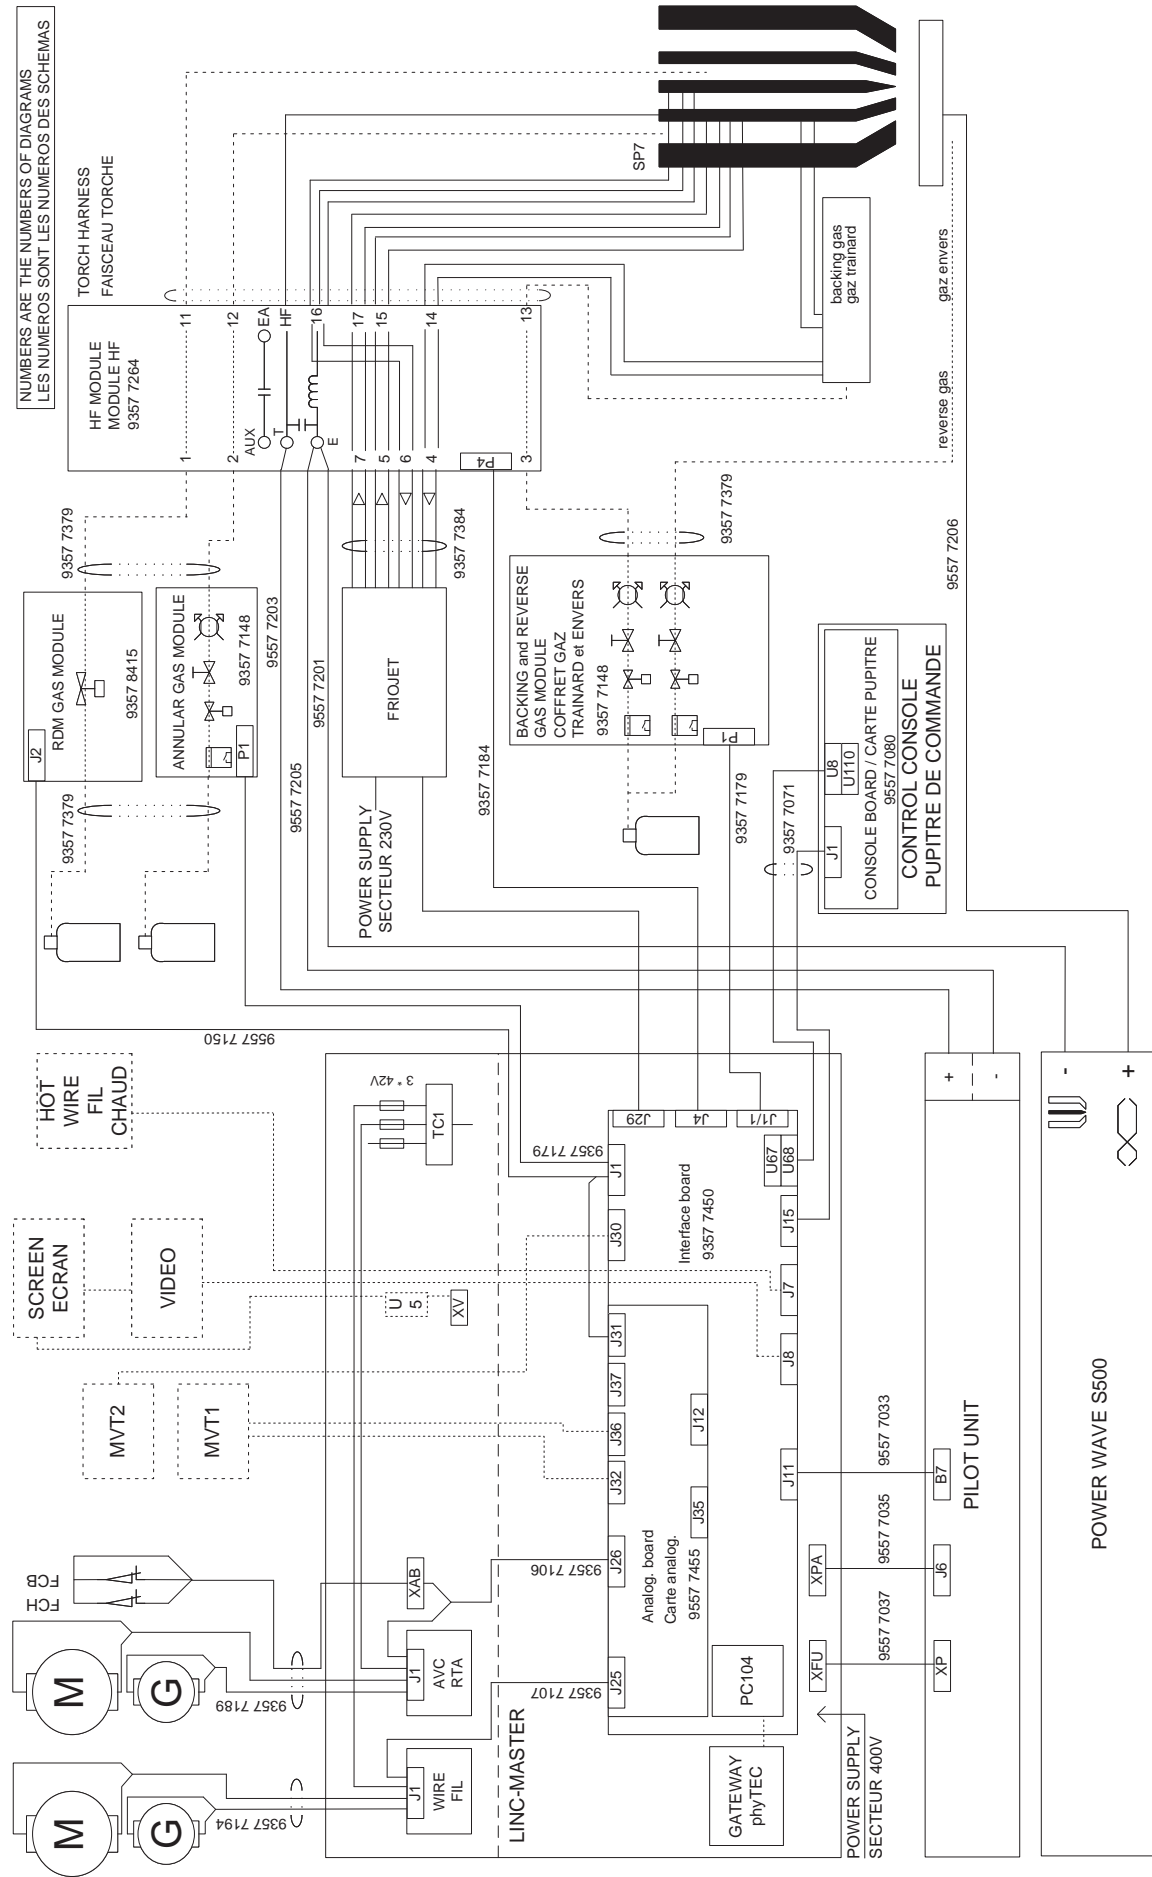 NUMBERS ARE THE NUMBERS OF DIAGRAMS
LES NUMEROS SONT LES NUMEROS DES SCHEMAS
TORCH HARNESS
FAISCEAU TORCHE
HF MODULE
MODULE HF
9357 7264
1
2
AUX
T
E
7
5
6
4
3
P4
11
12
EA
HF
16
17
15
14
13
SP7
backing gas
gaz trainard
reverse gas
gaz envers
9357 7379
J2
RDM GAS MODULE
9357 8415
9357 7379
ANNULAR GAS MODULE
9357 7148
P1
9557 7203
9557 7201
9557 7205
FRIOJET
9357 7384
POWER SUPPLY
SECTEUR 230V
9357 7184
BACKING and REVERSE
GAS MODULE
COFFRET GAZ
TRAINARD et ENVERS
9357 7148
P1
9357 7379
9357 7179
9557 7206
9357 7071
J1
U8
U110
CONSOLE BOARD / CARTE PUPITRE
9557 7080
CONTROL CONSOLE
PUPITRE DE COMMANDE
9557 7150
HOT
WIRE
FIL
CHAUD
SCREEN
ECRAN
VIDEO
MVT2
MVT1
FCB
FCH
M
G
9357 7189
M
G
9357 7194
3 * 42V
TC1
U
5
XV
XAB
J1
AVC
RTA
J1
WIRE
FIL
LINC-MASTER
9357 7179
9357 7106
9357 7107
J29
J4
J1/1
J1
J30
J31
J37
J36
J32
J26
J25
U67
U68
J15
J7
J8
J11
J12
J35
Interface board
9357 7450
Analog. board
Carte analog.
9557 7455
PC104
GATEWAY
phyTEC
XPA
XFU
POWER SUPPLY
SECTEUR 400V
9557 7033
9557 7035
9557 7037
B7
J6
XP
PILOT UNIT
+
-
-
+
POWER WAVE S500